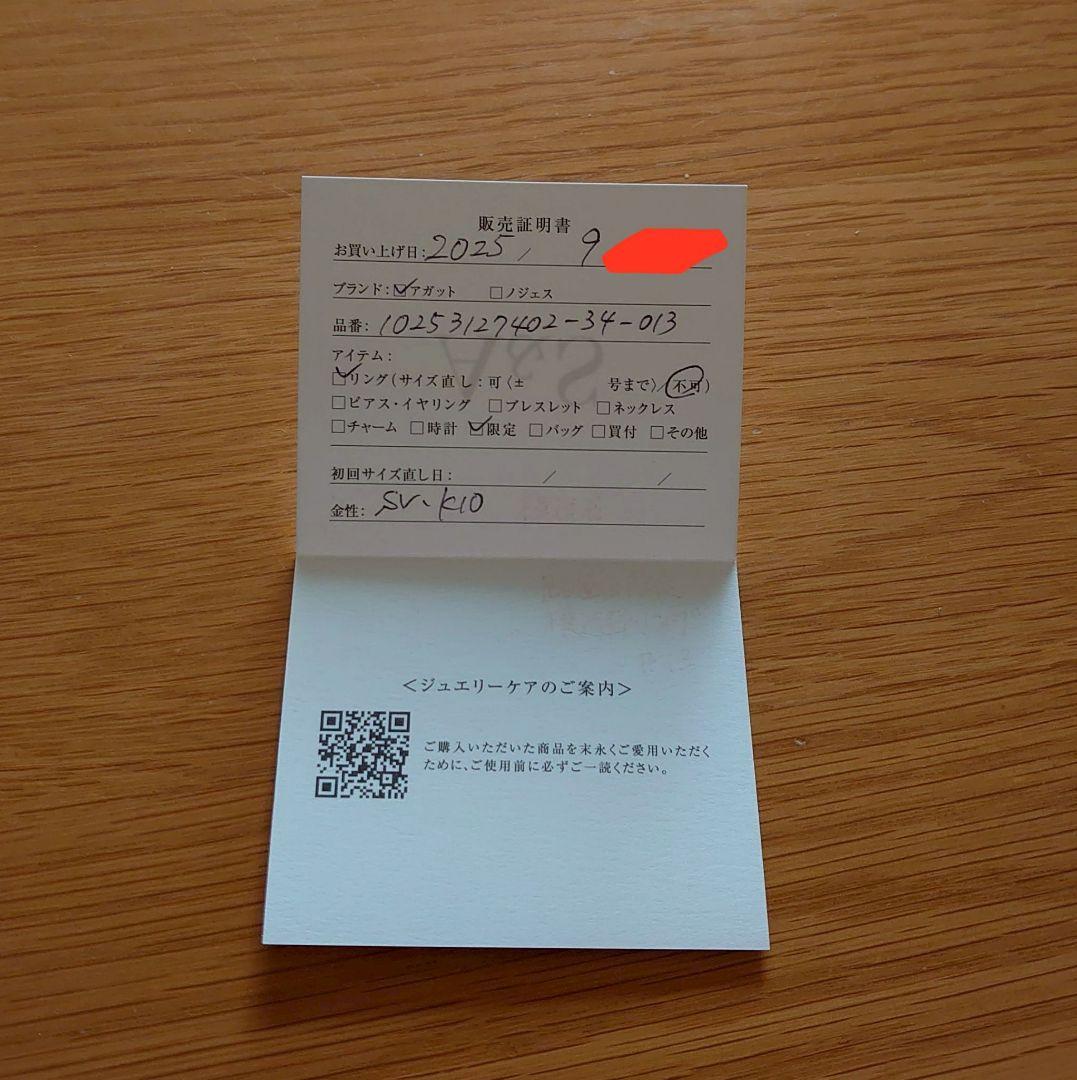 販売証明書
お買い上げ日:2025/ 9
ブランド:☑アガット □ノジェス
品番:10253127402-34-013
アイテム:
☑リング(サイズ直し:可〈± 号まで〉/不可)
□ピアス・イヤリング □ブレスレット □ネックレス
□チャーム □時計 ☑限定 □バッグ □買付 □その他
初回サイズ直し日: / /
金性:SV、K10
<ジュエリーケアのご案内>
ご購入いただいた商品を末永くご愛用いただく
ために、ご使用前に必ずご一読ください。